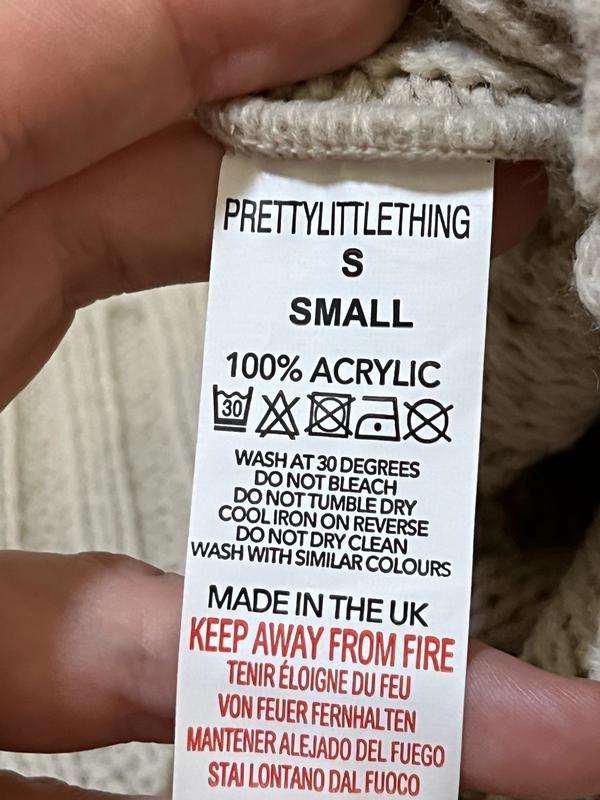 PRETTYLITTLETHING
S
SMALL
100% ACRYLIC
30
WASH AT 30 DEGREES
DO NOT BLEACH
DO NOT TUMBLE DRY
COOL IRON ON REVERSE
DO NOT DRY CLEAN
WASH WITH SIMILAR COLOURS
MADE IN THE UK
KEEP AWAY FROM FIRE
TENIR ÉLOIGNE DU FEU
VON FEUER FERNHALTEN
MANTENER ALEJADO DEL FUEGO
STAI LONTANO DAL FUOCO